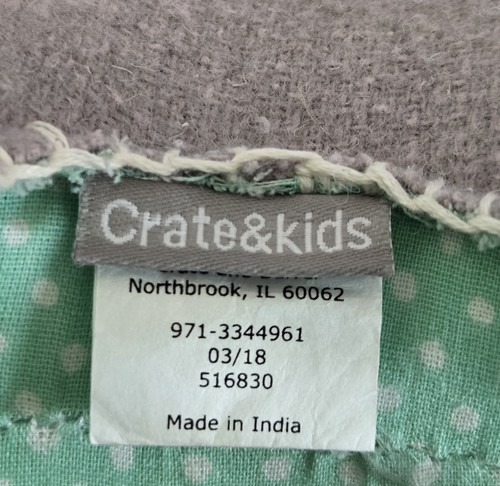 Crate&kids
Northbrook, IL 60062
971-3344961
03/18
516830
Made in India